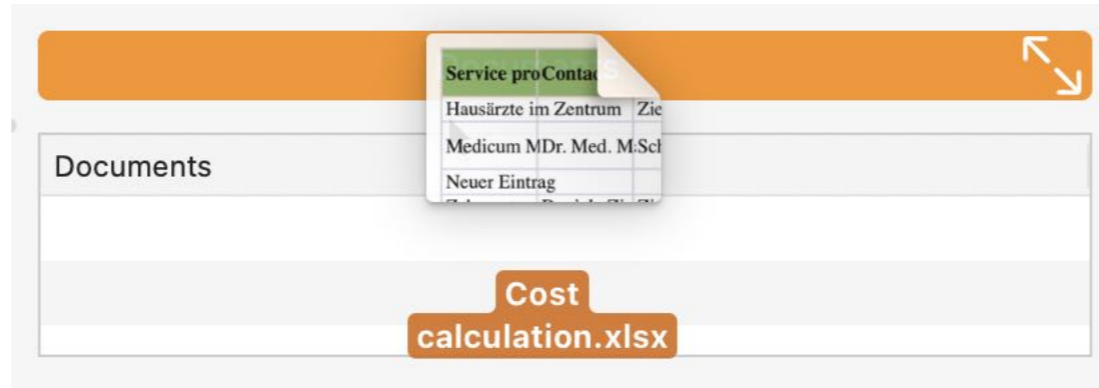 Service pro Contac s
Hausärzte im Zentrum Zie
Medicum M Dr. Med. M Sch
Documents
Neuer Eintrag
Cost
calculation.xlsx